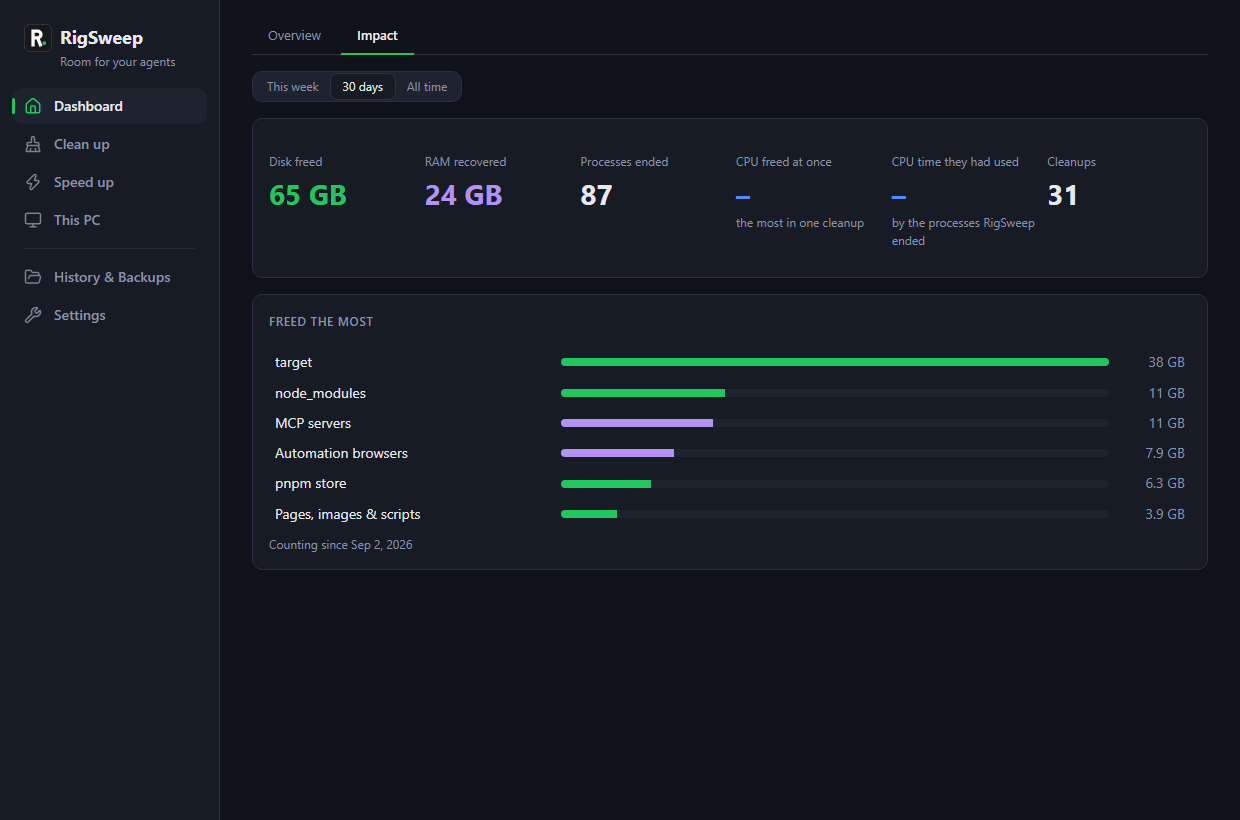 R.
RigSweep
Room for your agents
Dashboard
Clean up
Speed up
This PC
History & Backups
Settings
Overview
Impact
This week
30 days
All time
Disk freed
65 GB
RAM recovered
24 GB
Processes ended
87
CPU freed at once
–
the most in one cleanup
CPU time they had used
–
by the processes RigSweep
ended
Cleanups
31
FREED THE MOST
target 38 GB
node_modules 11 GB
MCP servers 11 GB
Automation browsers 7.9 GB
pnpm store 6.3 GB
Pages, images & scripts 3.9 GB
Counting since Sep 2, 2026